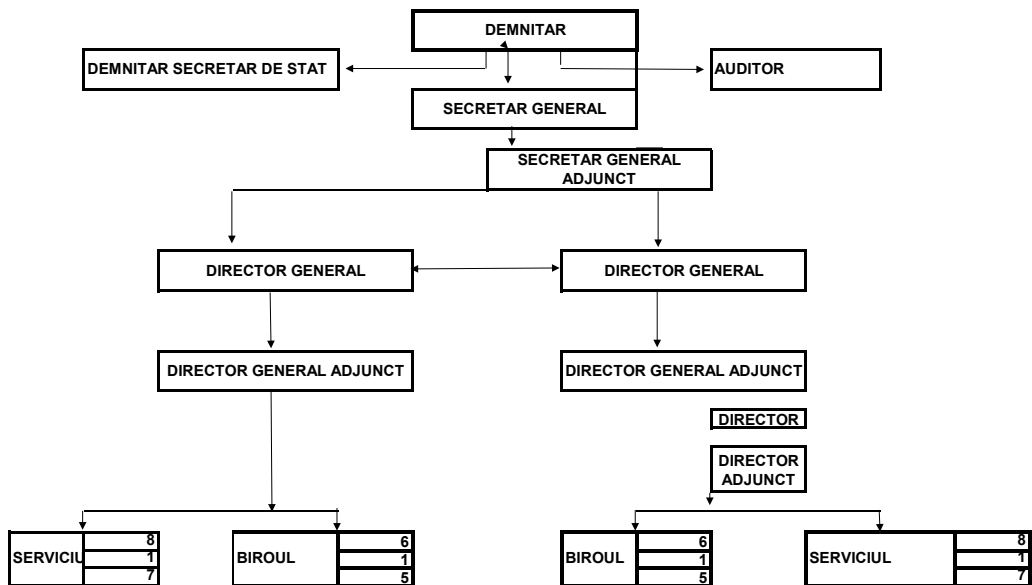 DEMNITAR
DEMNITAR SECRETAR DE STAT
AUDITOR
SECRETAR GENERAL
SECRETAR GENERAL
ADJUNCT
DIRECTOR GENERAL
DIRECTOR GENERAL
DIRECTOR GENERAL ADJUNCT
DIRECTOR GENERAL ADJUNCT
DIRECTOR
DIRECTOR
ADJUNCT
SERVICIU
8
1
7
BIROUL
6
1
5
BIROUL
6
1
5
SERVICIUL
8
1
7